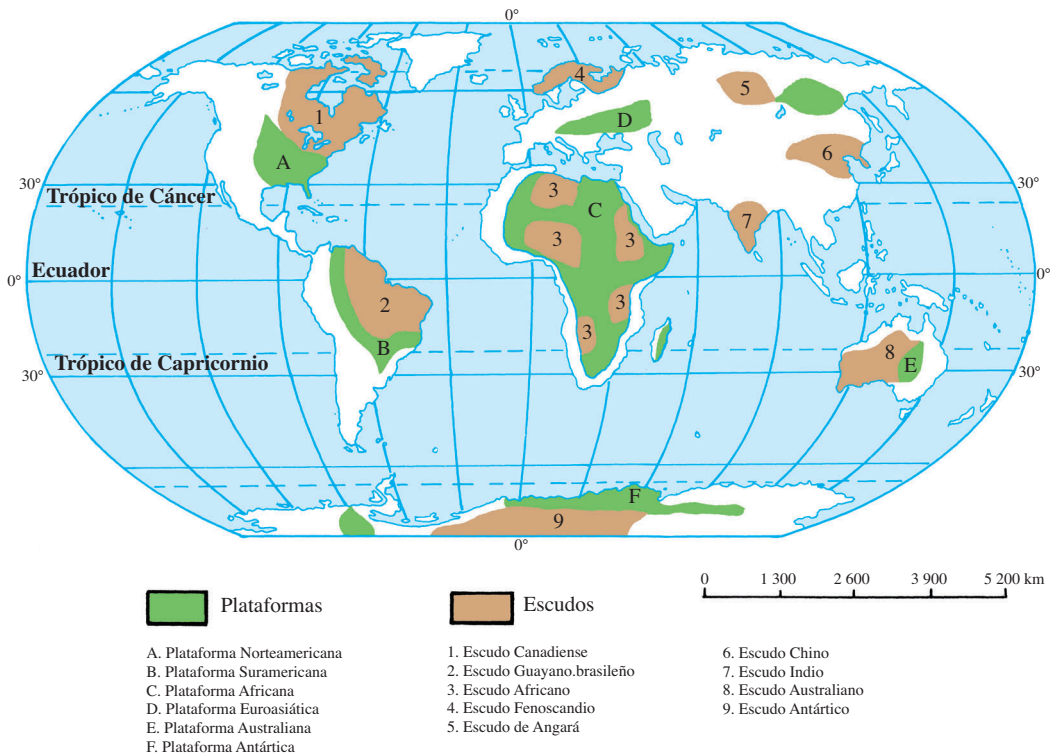 0°
4
5
1
D
6
A
30°
Trópico de Cáncer
3
C
30°
7
3
3
Ecuador
0°
0°
2
3
3
B
8
E
Trópico de Capricornio
30°
30°
F
9
0°
Plataformas
Escudos
0 1 300 2 600 3 900 5 200 km
A. Plataforma Norteamericana
B. Plataforma Suramericana
C. Plataforma Africana
D. Plataforma Euroasiática
E. Plataforma Australiana
F. Plataforma Antártica
1. Escudo Canadiense
2. Escudo Guayano.brasileño
3. Escudo Africano
4. Escudo Fenoscandio
5. Escudo de Angará
6. Escudo Chino
7. Escudo Indio
8. Escudo Australiano
9. Escudo Antártico